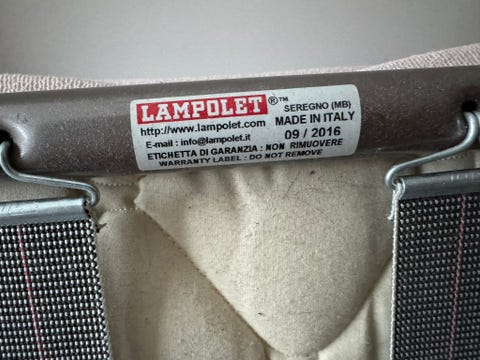 LAMPOLET®™
SEREGNO (MB)
http://www.lampolet.com
MADE IN ITALY
E-mail : info@lampolet.it
09 / 2016
ETICHETTA DI GARANZIA : NON RIMUOVERE
WARRANTY LABEL : DO NOT REMOVE